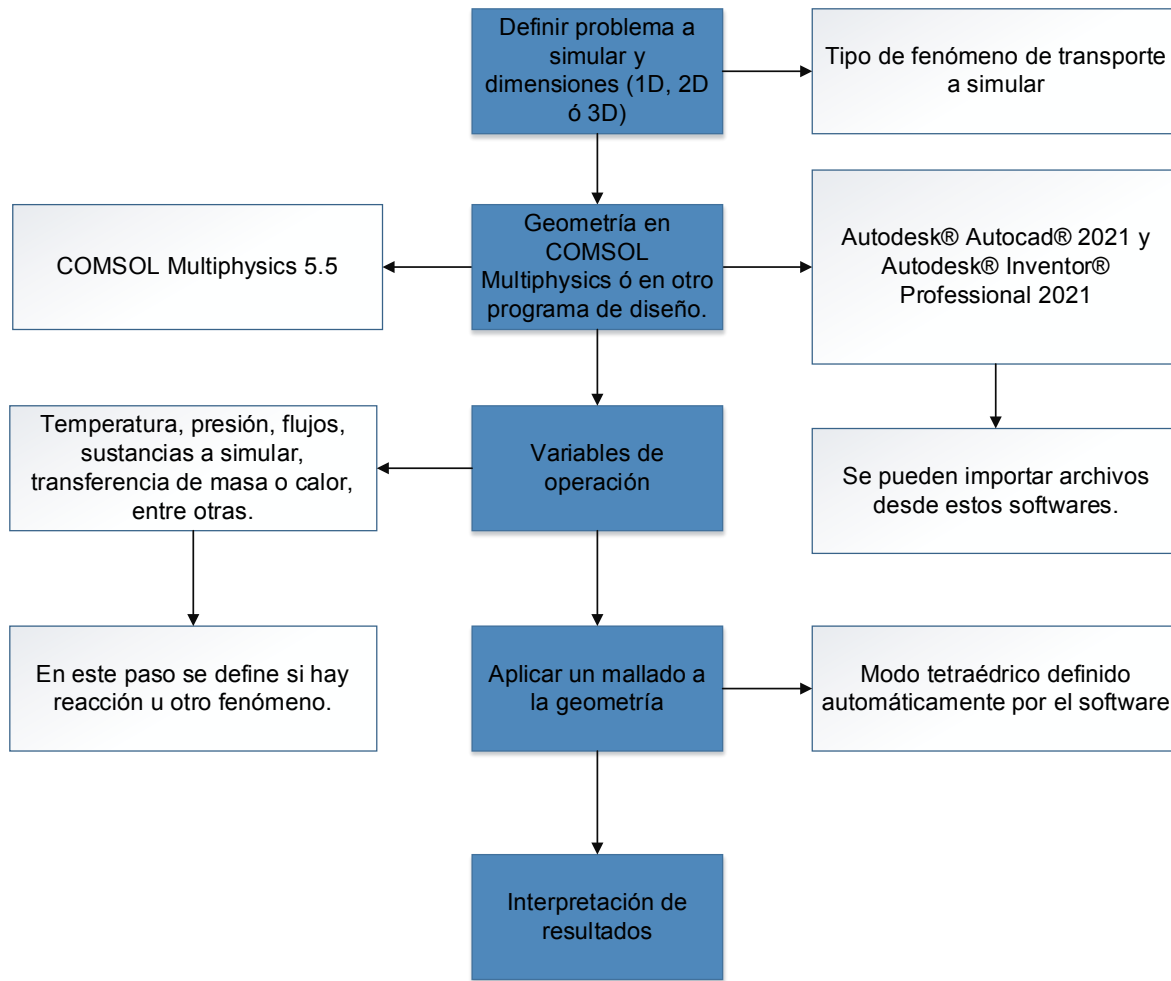 Definir problema a
simular y
dimensiones (1D, 2D
ó 3D)
Tipo de fenómeno de transporte
a simular
COMSOL Multiphysics 5.5
Geometría en
COMSOL
Multiphysics ó en otro
programa de diseño.
Autodesk® Autocad® 2021 y
Autodesk® Inventor®
Professional 2021
Temperatura, presión, flujos,
sustancias a simular,
transferencia de masa o calor,
entre otras.
Variables de
operación
Se pueden importar archivos
desde estos softwares.
En este paso se define si hay
reacción u otro fenómeno.
Aplicar un mallado a
la geometría
Modo tetraédrico definido
automáticamente por el software
Interpretación de
resultados